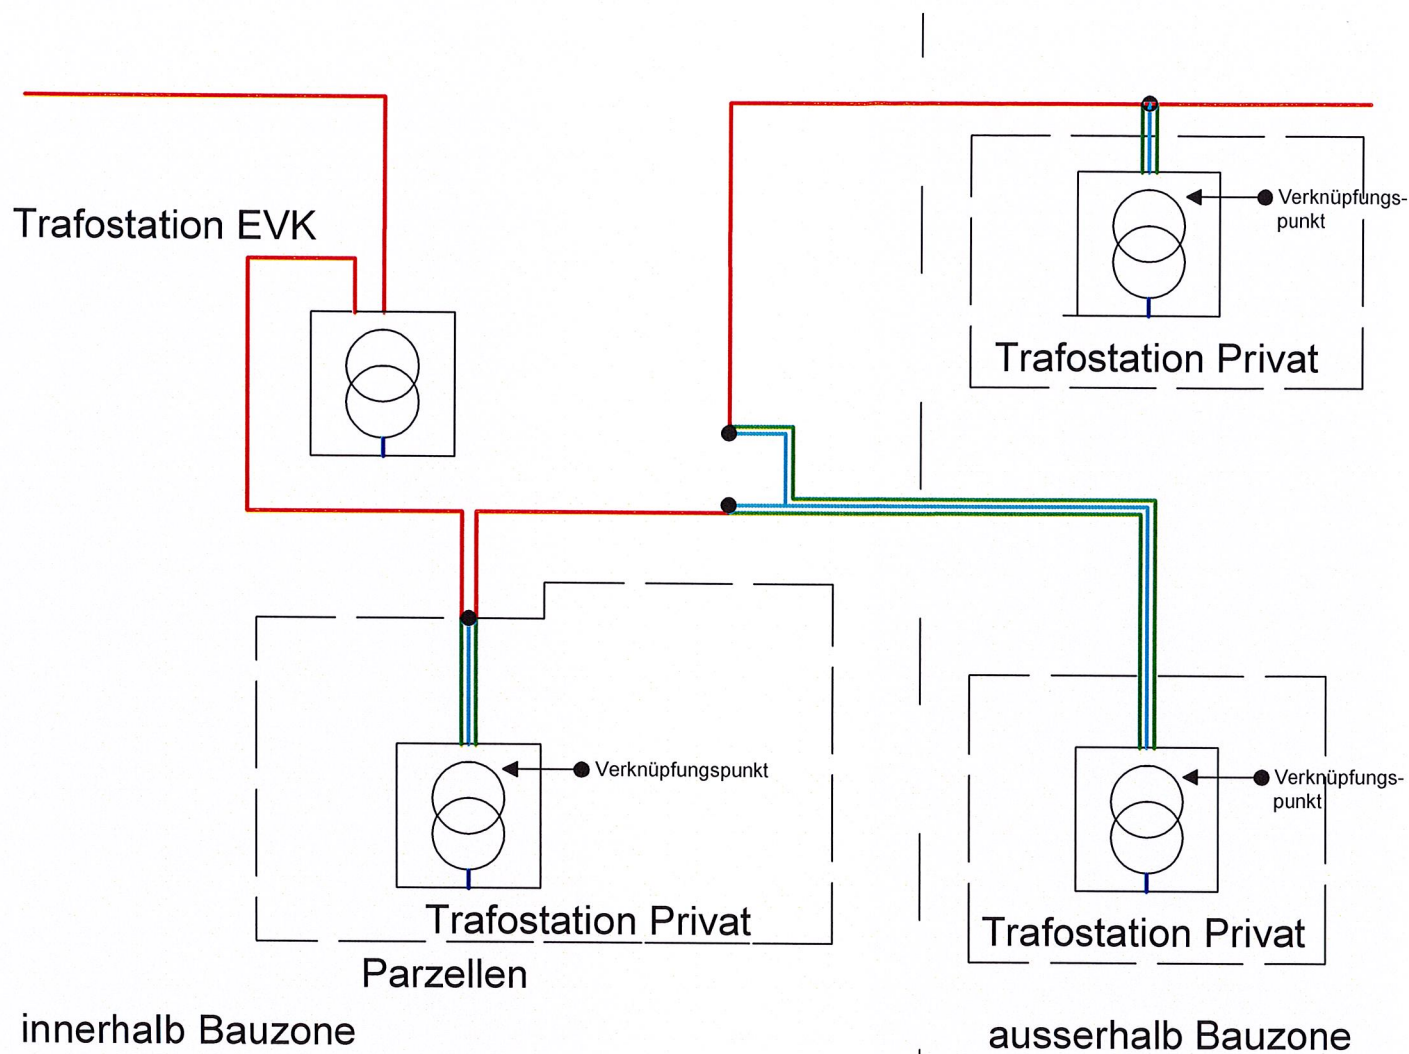 Trafostation EVK
Verknüpfungs-
punkt
Trafostation Privat
Verknüpfungspunkt
Trafostation Privat
Parzellen
Verknüpfungs-
punkt
Trafostation Privat
innerhalb Bauzone
ausserhalb Bauzone